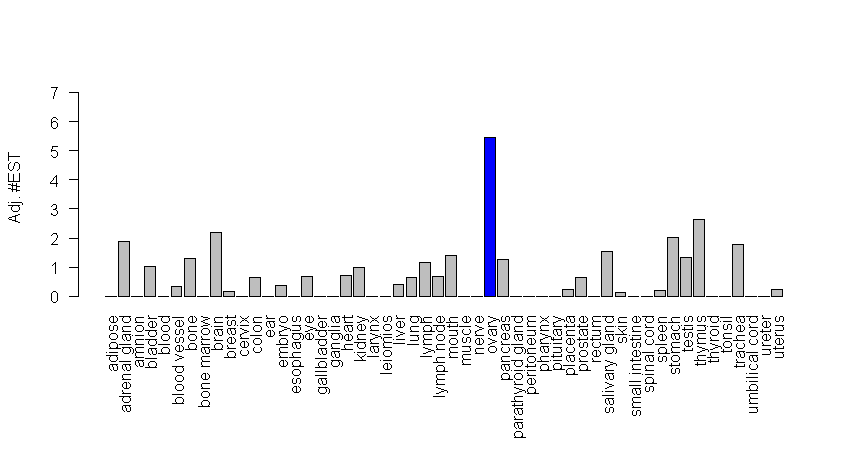 7
6
5
4
3
2
1
0
Adj. #EST
adipose
adrenal gland
amnion
bladder
blood
blood vessel
bone
bone marrow
brain
breast
cervix
colon
ear
embryo
esophagus
eye
gallbladder
ganglia
heart
kidney
larynx
leiomios
liver
lung
lymph
lymph node
mouth
muscle
nerve
ovary
pancreas
parathyroid gland
peritoneum
pharynx
pituitary
placenta
prostate
rectum
salivary gland
skin
small intestine
spinal cord
spleen
stomach
testis
thymus
thyroid
tonsil
trachea
umbilical cord
ureter
uterus